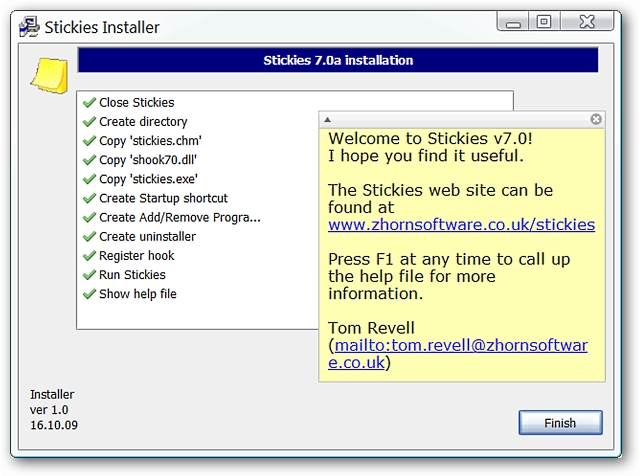 Stickies Installer
Stickies 7.0a installation
Close Stickies
Create directory
Copy 'stickies.chm'
Copy 'shook70.dll'
Copy 'stickies.exe'
Create Startup shortcut
Create Add/Remove Progra...
Create uninstaller
Register hook
Run Stickies
Show help file
Welcome to Stickies v7.0!
I hope you find it useful.
The Stickies web site can be
found at
www.zhornsoftware.co.uk/stickies
Press F1 at any time to call up
the help file for more
information.
Tom Revell
(mailto:tom.revell@zhornsoftwar
e.co.uk)
Installer
ver 1.0
16.10.09
Finish